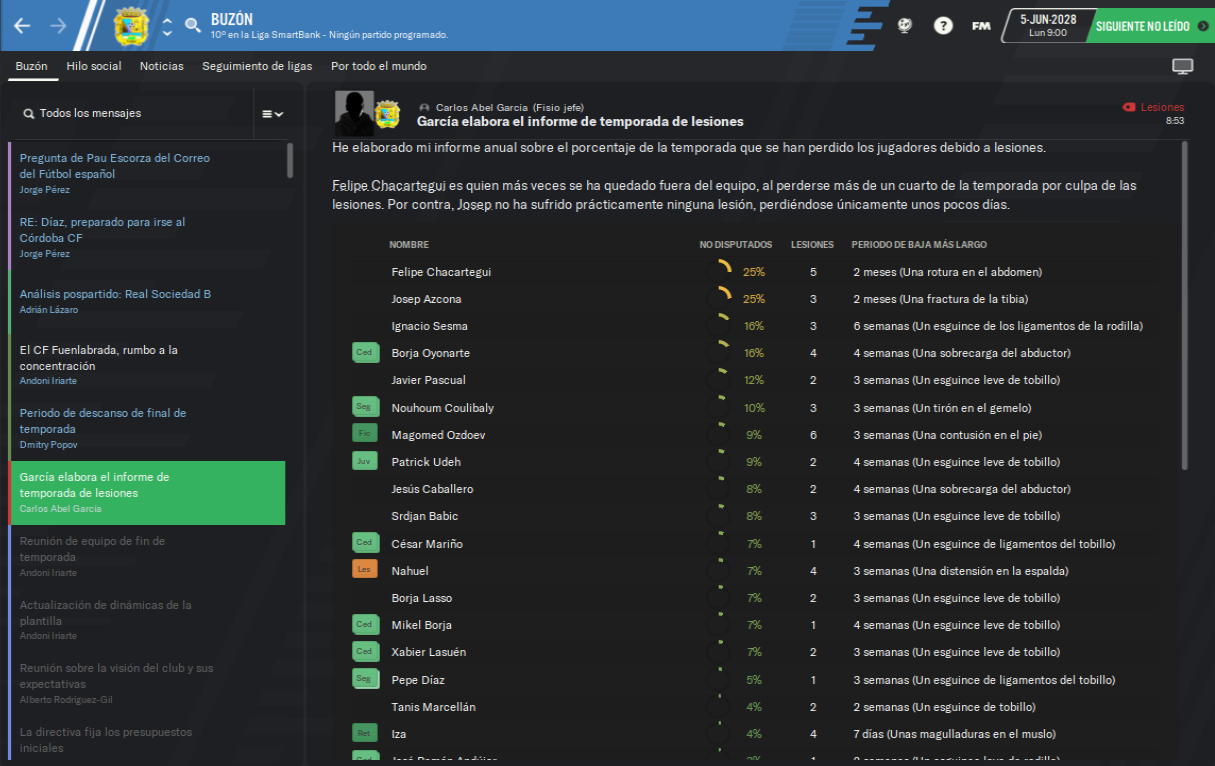 BUZÓN
10º en la Liga SmartBank - Ningún partido programado.
?
FM
5-JUN-2028
Lun 9:00
SIGUIENTE NO LEÍDO
Buzón Hilo social Noticias Seguimiento de ligas Por todo el mundo
Todos los mensajes
Pregunta de Pau Escorza del Correo
del Fútbol español
Jorge Pérez
RE: Díaz, preparado para irse al
Córdoba CF
Jorge Pérez
Análisis pospartido: Real Sociedad B
Adrián Lázaro
El CF Fuenlabrada, rumbo a la
concentración
Andoni Iriarte
Periodo de descanso de final de
temporada
Dmitry Popov
García elabora el informe de
temporada de lesiones
Carlos Abel García
Reunión de equipo de fin de
temporada
Andoni Iriarte
Actualización de dinámicas de la
plantilla
Andoni Iriarte
Reunión sobre la visión del club y sus
expectativas
Alberto Rodríguez-Gil
La directiva fija los presupuestos
iniciales
Carlos Abel García (Fisio jefe)
García elabora el informe de temporada de lesiones
Lesiones
8:53
He elaborado mi informe anual sobre el porcentaje de la temporada que se han perdido los jugadores debido a lesiones.
Felipe Chacartegui es quien más veces se ha quedado fuera del equipo, al perderse más de un cuarto de la temporada por culpa de las
lesiones. Por contra, Josep no ha sufrido prácticamente ninguna lesión, perdiéndose únicamente unos pocos días.
NOMBRE NO DISPUTADOS LESIONES PERIODO DE BAJA MÁS LARGO
Felipe Chacartegui 25% 5 2 meses (Una rotura en el abdomen)
Josep Azcona 25% 3 2 meses (Una fractura de la tibia)
Ignacio Sesma 16% 3 6 semanas (Un esguince de los ligamentos de la rodilla)
Ced Borja Oyonarte 16% 4 4 semanas (Una sobrecarga del abductor)
Javier Pascual 12% 2 3 semanas (Un esguince leve de tobillo)
Seg Nouhoum Coulibaly 10% 3 3 semanas (Un tirón en el gemelo)
Fic Magomed Ozdoev 9% 6 3 semanas (Una contusión en el pie)
Juv Patrick Udeh 9% 2 4 semanas (Un esguince leve de tobillo)
Jesús Caballero 8% 2 4 semanas (Una sobrecarga del abductor)
Srdjan Babic 8% 3 3 semanas (Un esguince leve de tobillo)
Ced César Mariño 7% 1 4 semanas (Un esguince de ligamentos del tobillo)
Les Nahuel 7% 4 3 semanas (Una distensión en la espalda)
Borja Lasso 7% 2 3 semanas (Un esguince leve de tobillo)
Ced Mikel Borja 7% 1 4 semanas (Un esguince leve de tobillo)
Ced Xabier Lasuén 7% 2 3 semanas (Un esguince leve de tobillo)
Seg Pepe Díaz 5% 1 3 semanas (Un esguince de ligamentos del tobillo)
Tanis Marcellán 4% 2 2 semanas (Un esguince de tobillo)
Ret Iza 4% 4 7 días (Unas magulladuras en el muslo)